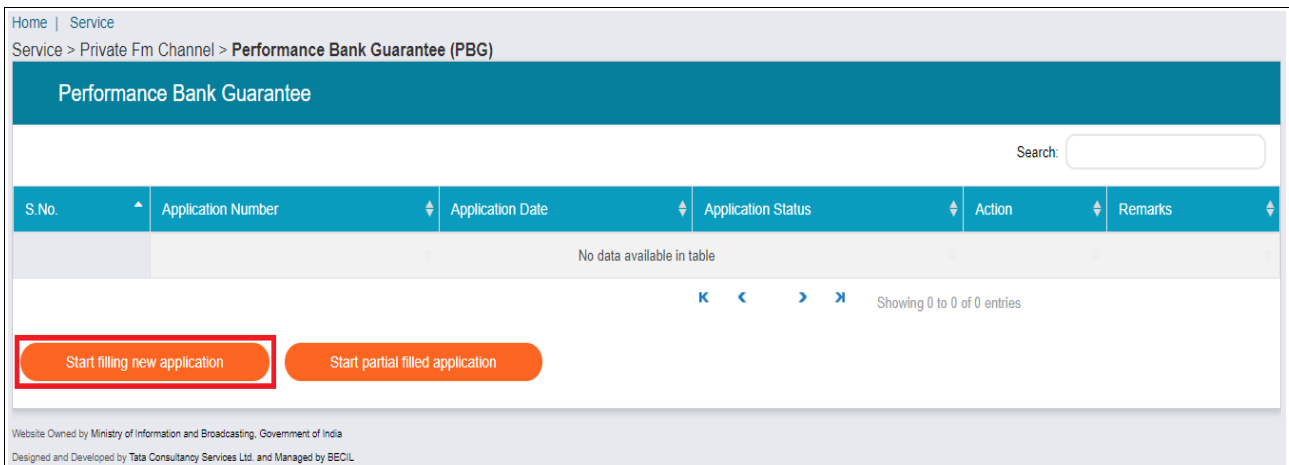 Home | Service
Service > Private Fm Channel > Performance Bank Guarantee (PBG)
Performance Bank Guarantee
Search:
S.No. Application Number Application Date Application Status Action Remarks
No data available in table
Showing 0 to 0 of 0 entries
Start filling new application Start partial filled application
Website Owned by Ministry of Information and Broadcasting, Government of India
Designed and Developed by Tata Consultancy Services Ltd. and Managed by BECIL